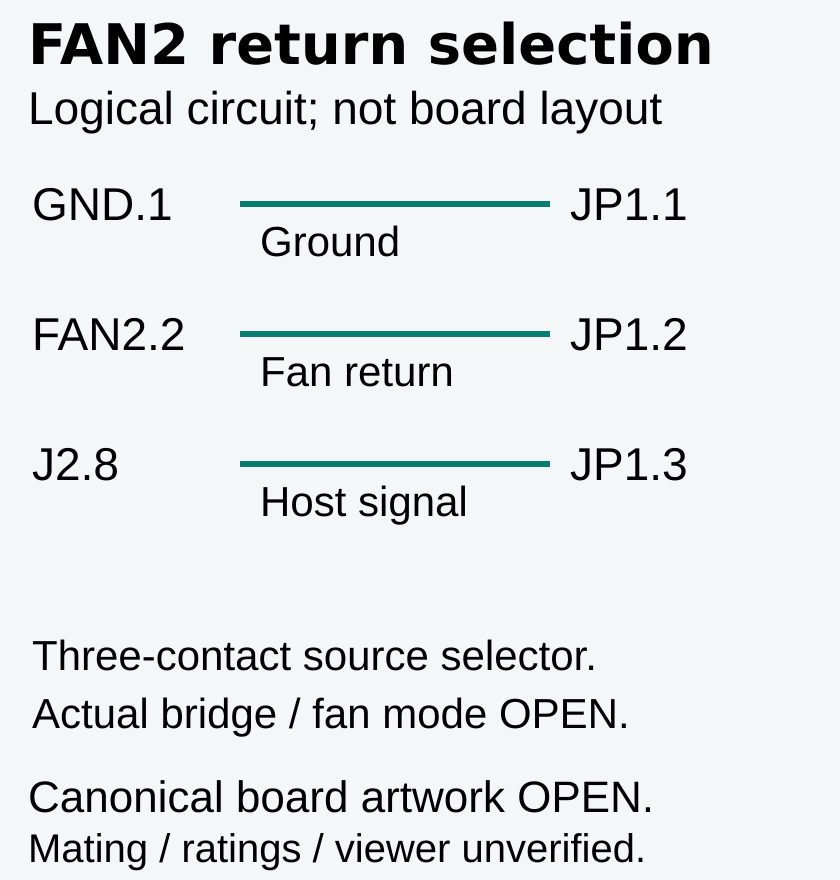 FAN2 return selection
Logical circuit; not board layout
GND.1 JP1.1
Ground
FAN2.2 JP1.2
Fan return
J2.8 JP1.3
Host signal
Three-contact source selector.
Actual bridge / fan mode OPEN.
Canonical board artwork OPEN.
Mating / ratings / viewer unverified.